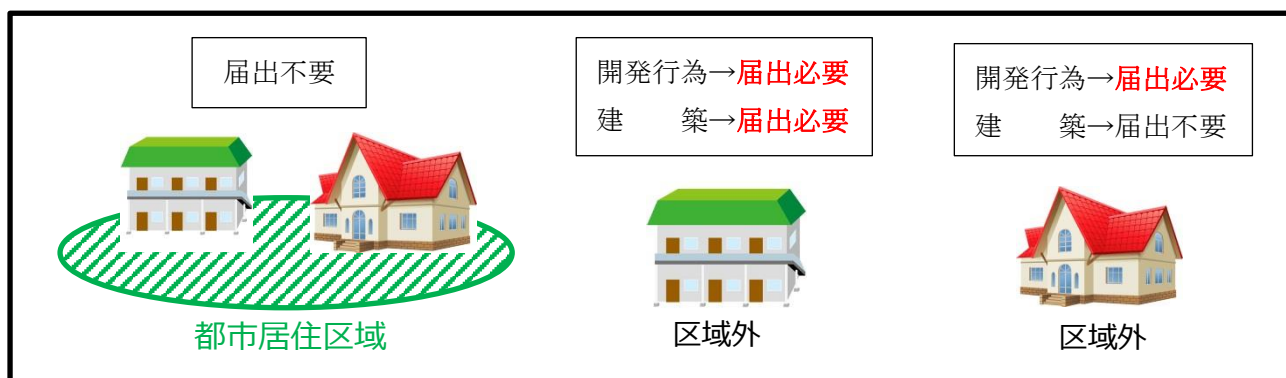 届出不要
開発行為→届出必要
建　　築→届出必要
開発行為→届出必要
建　　築→届出不要
都市居住区域
区域外
区域外